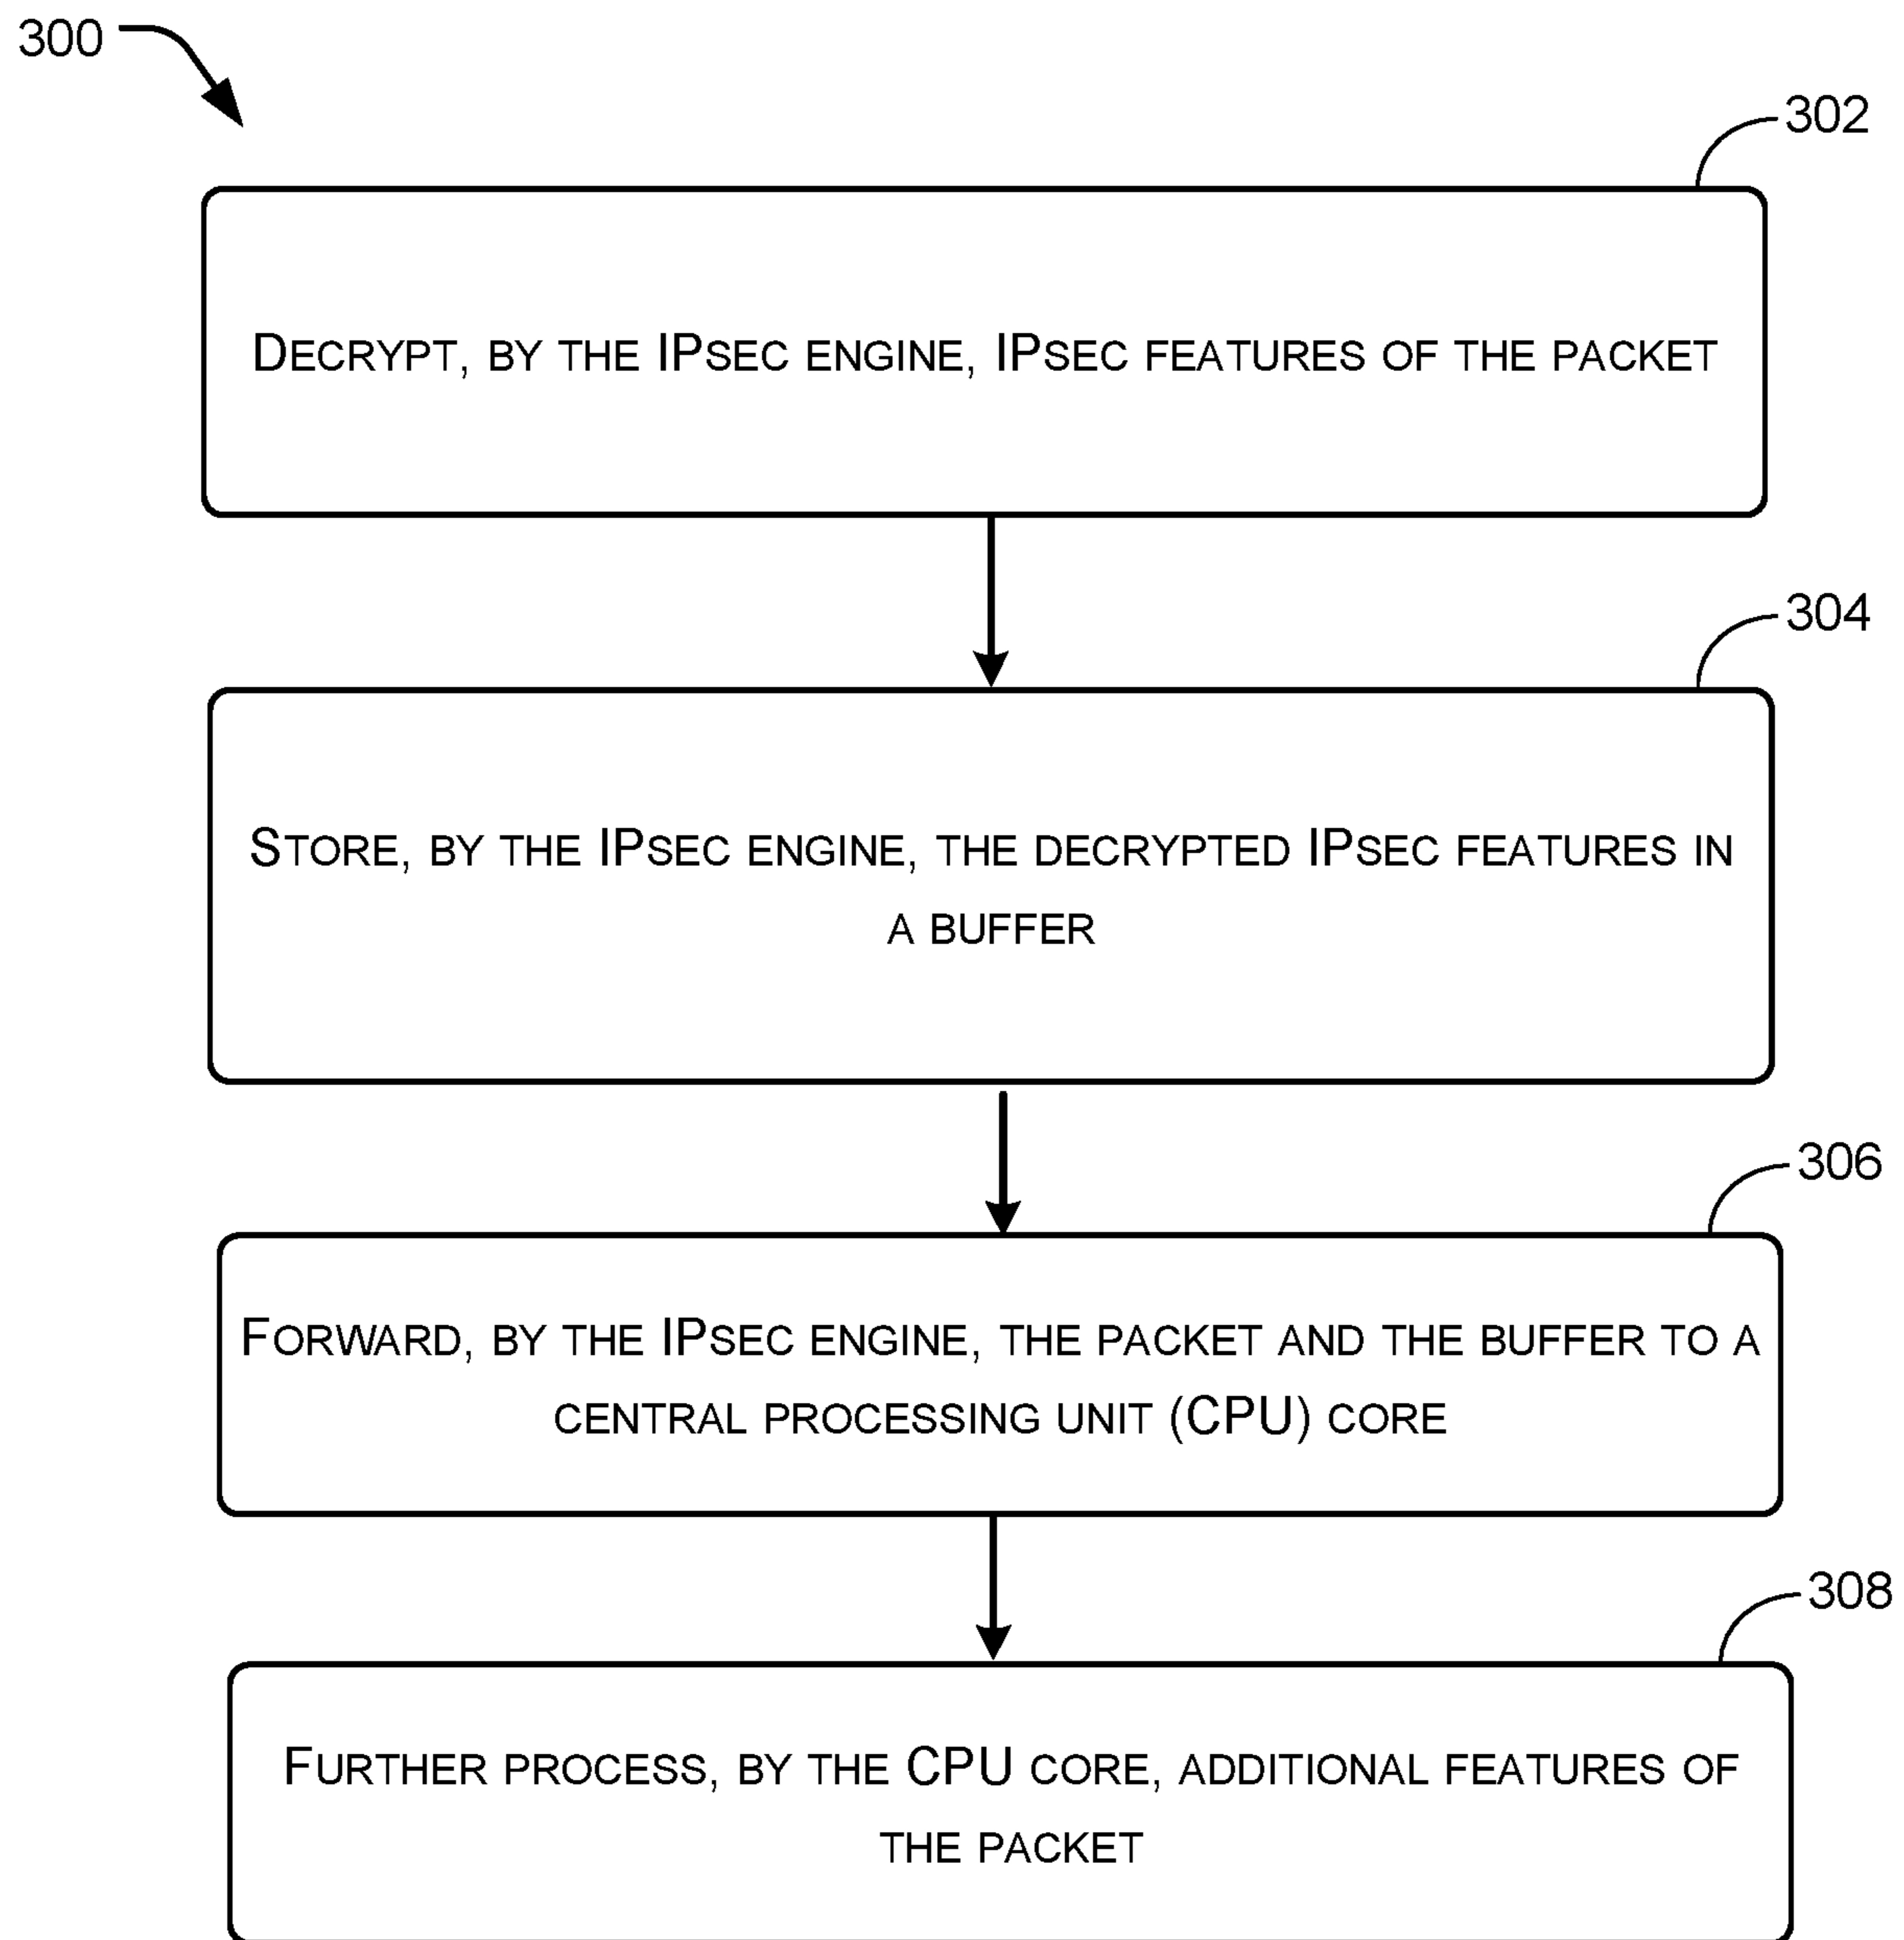 300
302
DECRYPT, BY THE IPSEC ENGINE, IPSEC FEATURES OF THE PACKET
304
STORE, BY THE IPSEC ENGINE, THE DECRYPTED IPSEC FEATURES IN
A BUFFER
306
FORWARD, BY THE IPSEC ENGINE, THE PACKET AND THE BUFFER TO A
CENTRAL PROCESSING UNIT (CPU) CORE
308
FURTHER PROCESS, BY THE CPU CORE, ADDITIONAL FEATURES OF
THE PACKET